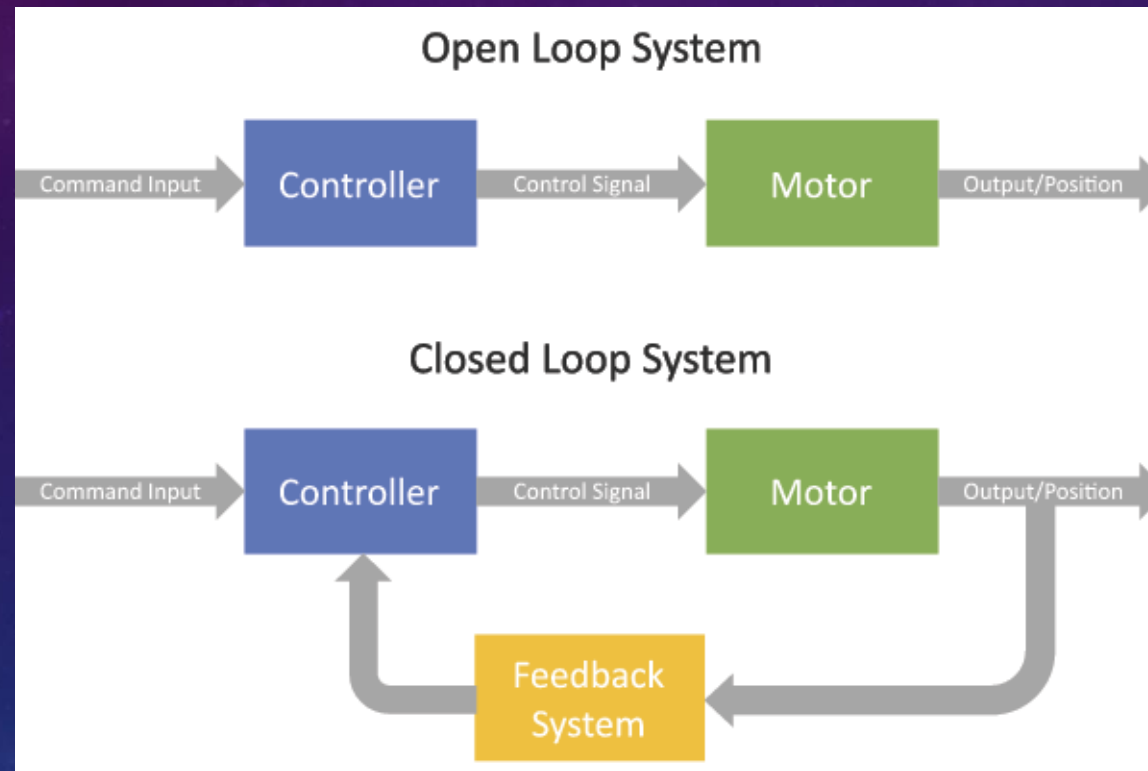 Open Loop System
Command Input
Controller
Control Signal
Motor
Output/Position
Closed Loop System
Command Input
Controller
Control Signal
Motor
Output/Position
Feedback
System